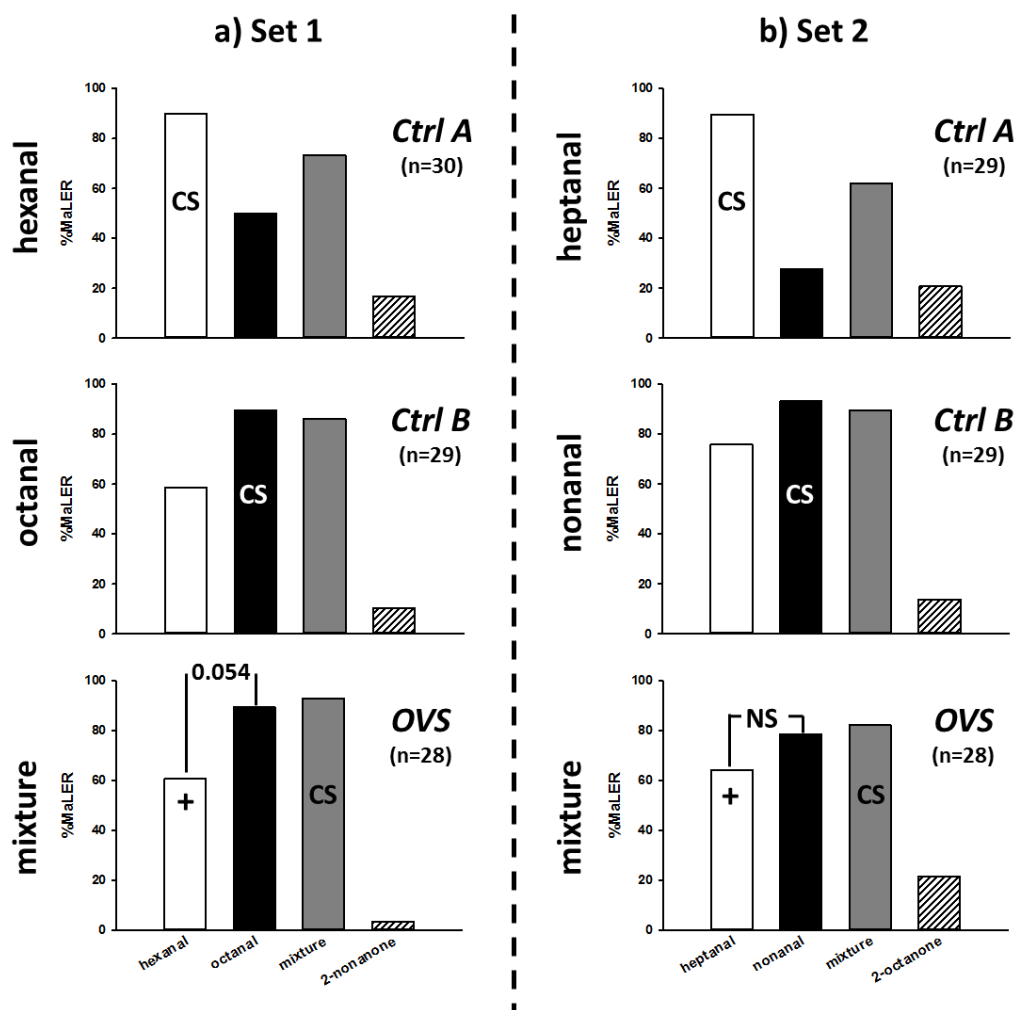 a) Set 1
b) Set 2
hexanal
%MaLER
100
80
60
40
20
0
CS
Ctrl A
(n=30)
heptanal
%MaLER
100
80
60
40
20
0
CS
Ctrl A
(n=29)
octanal
%MaLER
100
80
60
40
20
0
CS
Ctrl B
(n=29)
nonanal
%MaLER
100
80
60
40
20
0
CS
Ctrl B
(n=29)
mixture
%MaLER
100
80
60
40
20
0
0.054
+
CS
OVS
(n=28)
hexanal
octanal
mixture
2-nonanone
mixture
%MaLER
100
80
60
40
20
0
NS
+
CS
OVS
(n=28)
heptanal
nonanal
mixture
2-octanone